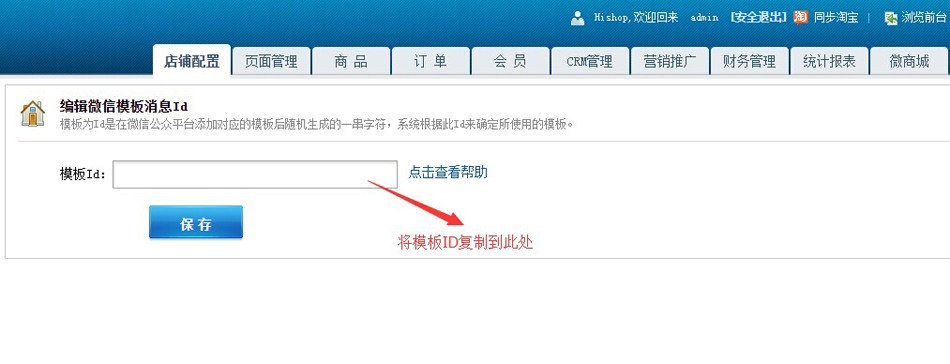 Hishop,欢迎回来 admin [安全退出] 淘 同步淘宝 | 浏览前台
店铺配置 页面管理 商 品 订 单 会 员 CRM管理 营销推广 财务管理 统计报表 微商城
编辑微信模板消息Id
模板为Id是在微信公众平台添加对应的模板后随机生成的一串字符，系统根据此Id来确定所使用的模板。
模板Id： 点击查看帮助
保 存
将模板ID复制到此处